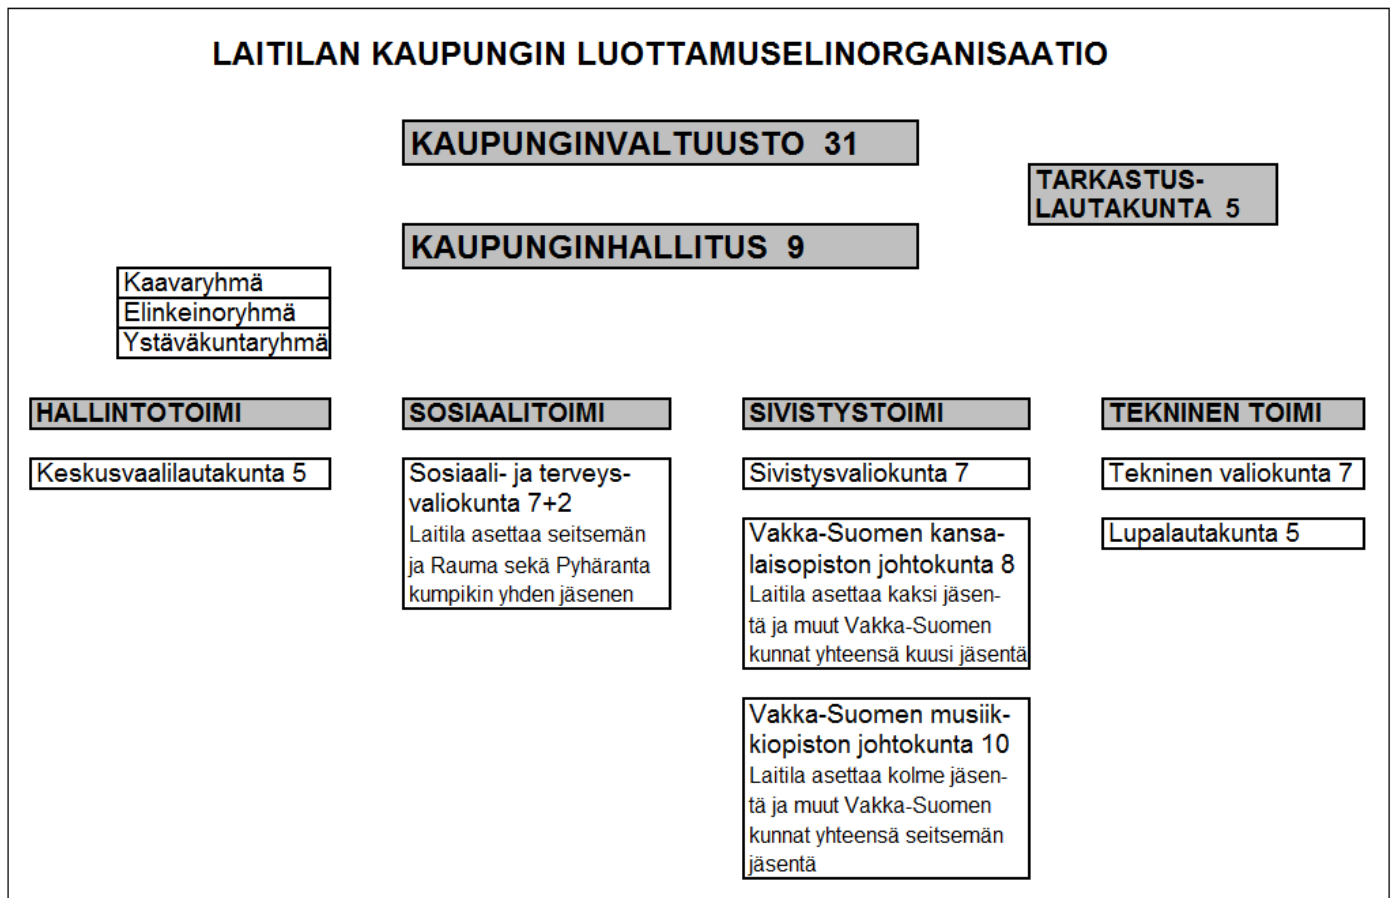 LAITILAN KAUPUNGIN LUOTTAMUSELINORGANISAATIO
KAUPUNGINVALTUUSTO 31
TARKASTUS-
LAUTAKUNTA 5
KAUPUNGINHALLITUS 9
Kaavaryhmä
Elinkeinoryhmä
Ystäväkuntaryhmä
HALLINTOTOIMI
Keskusvaalilautakunta 5
SOSIAALITOIMI
Sosiaali- ja terveys-
valiokunta 7+2
Laitila asettaa seitsemän
ja Rauma sekä Pyhäranta
kumpikin yhden jäsenen
SIVISTYSTOIMI
Sivistysvaliokunta 7
Vakka-Suomen kansa-
laisopiston johtokunta 8
Laitila asettaa kaksi jäsen-
tä ja muut Vakka-Suomen
kunnat yhteensä kuusi jäsentä
Vakka-Suomen musiik-
kiopiston johtokunta 10
Laitila asettaa kolme jäsen-
tä ja muut Vakka-Suomen
kunnat yhteensä seitsemän
jäsentä
TEKNINEN TOIMI
Tekninen valiokunta 7
Lupalautakunta 5